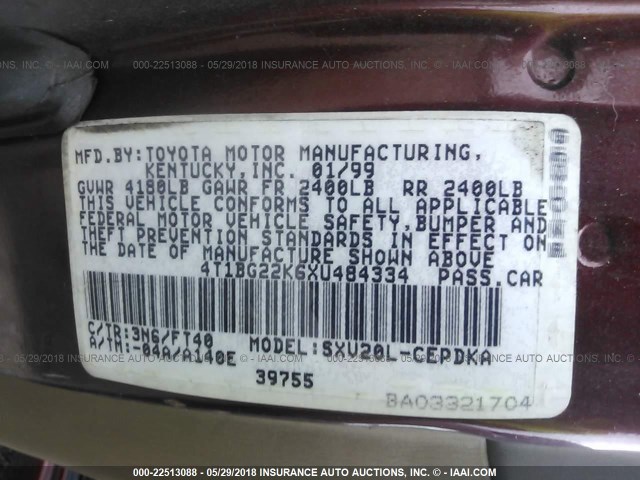 000-22513088 - 05/29/2018 INSURANCE AUTO AUCTIONS, INC. - © IAAI.COM
MFD.BY:TOYOTA MOTOR MANUFACTURING,
KENTUCKY,INC. 01/99
GVWR 4180LB GAWR FR 2400LB RR 2400LB
THIS VEHICLE CONFORMS TO ALL APPLICABLE
FEDERAL MOTOR VEHICLE SAFETY,BUMPER,AND
THEFT PREVENTION STANDARDS IN EFFECT ON
THE DATE OF MANUFACTURE SHOWN ABOVE
4T1BG22K6XU484334 PASS.CAR
C/TR:3N6/FT40 MODEL:SXV20L-CEPDKA
A/TM:-04A/A140E
39755
BA03321704
000-22513088 - 05/29/2018 INSURANCE AUTO AUCTIONS, INC. - © IAAI.COM